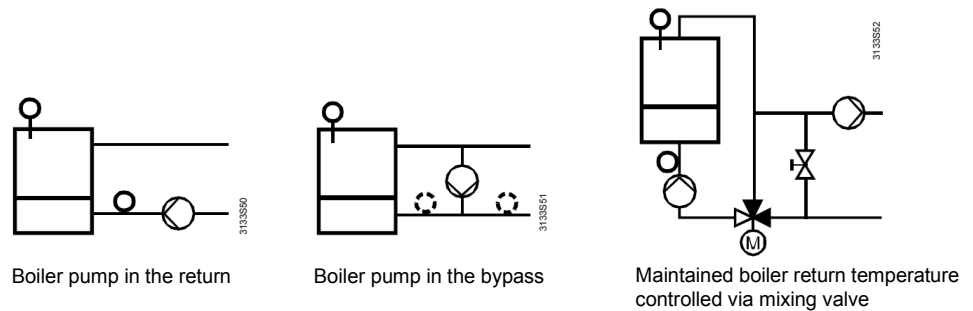 3133S52
3133S50
3133S51
M
Boiler pump in the return
Boiler pump in the bypass
Maintained boiler return temperature
controlled via mixing valve